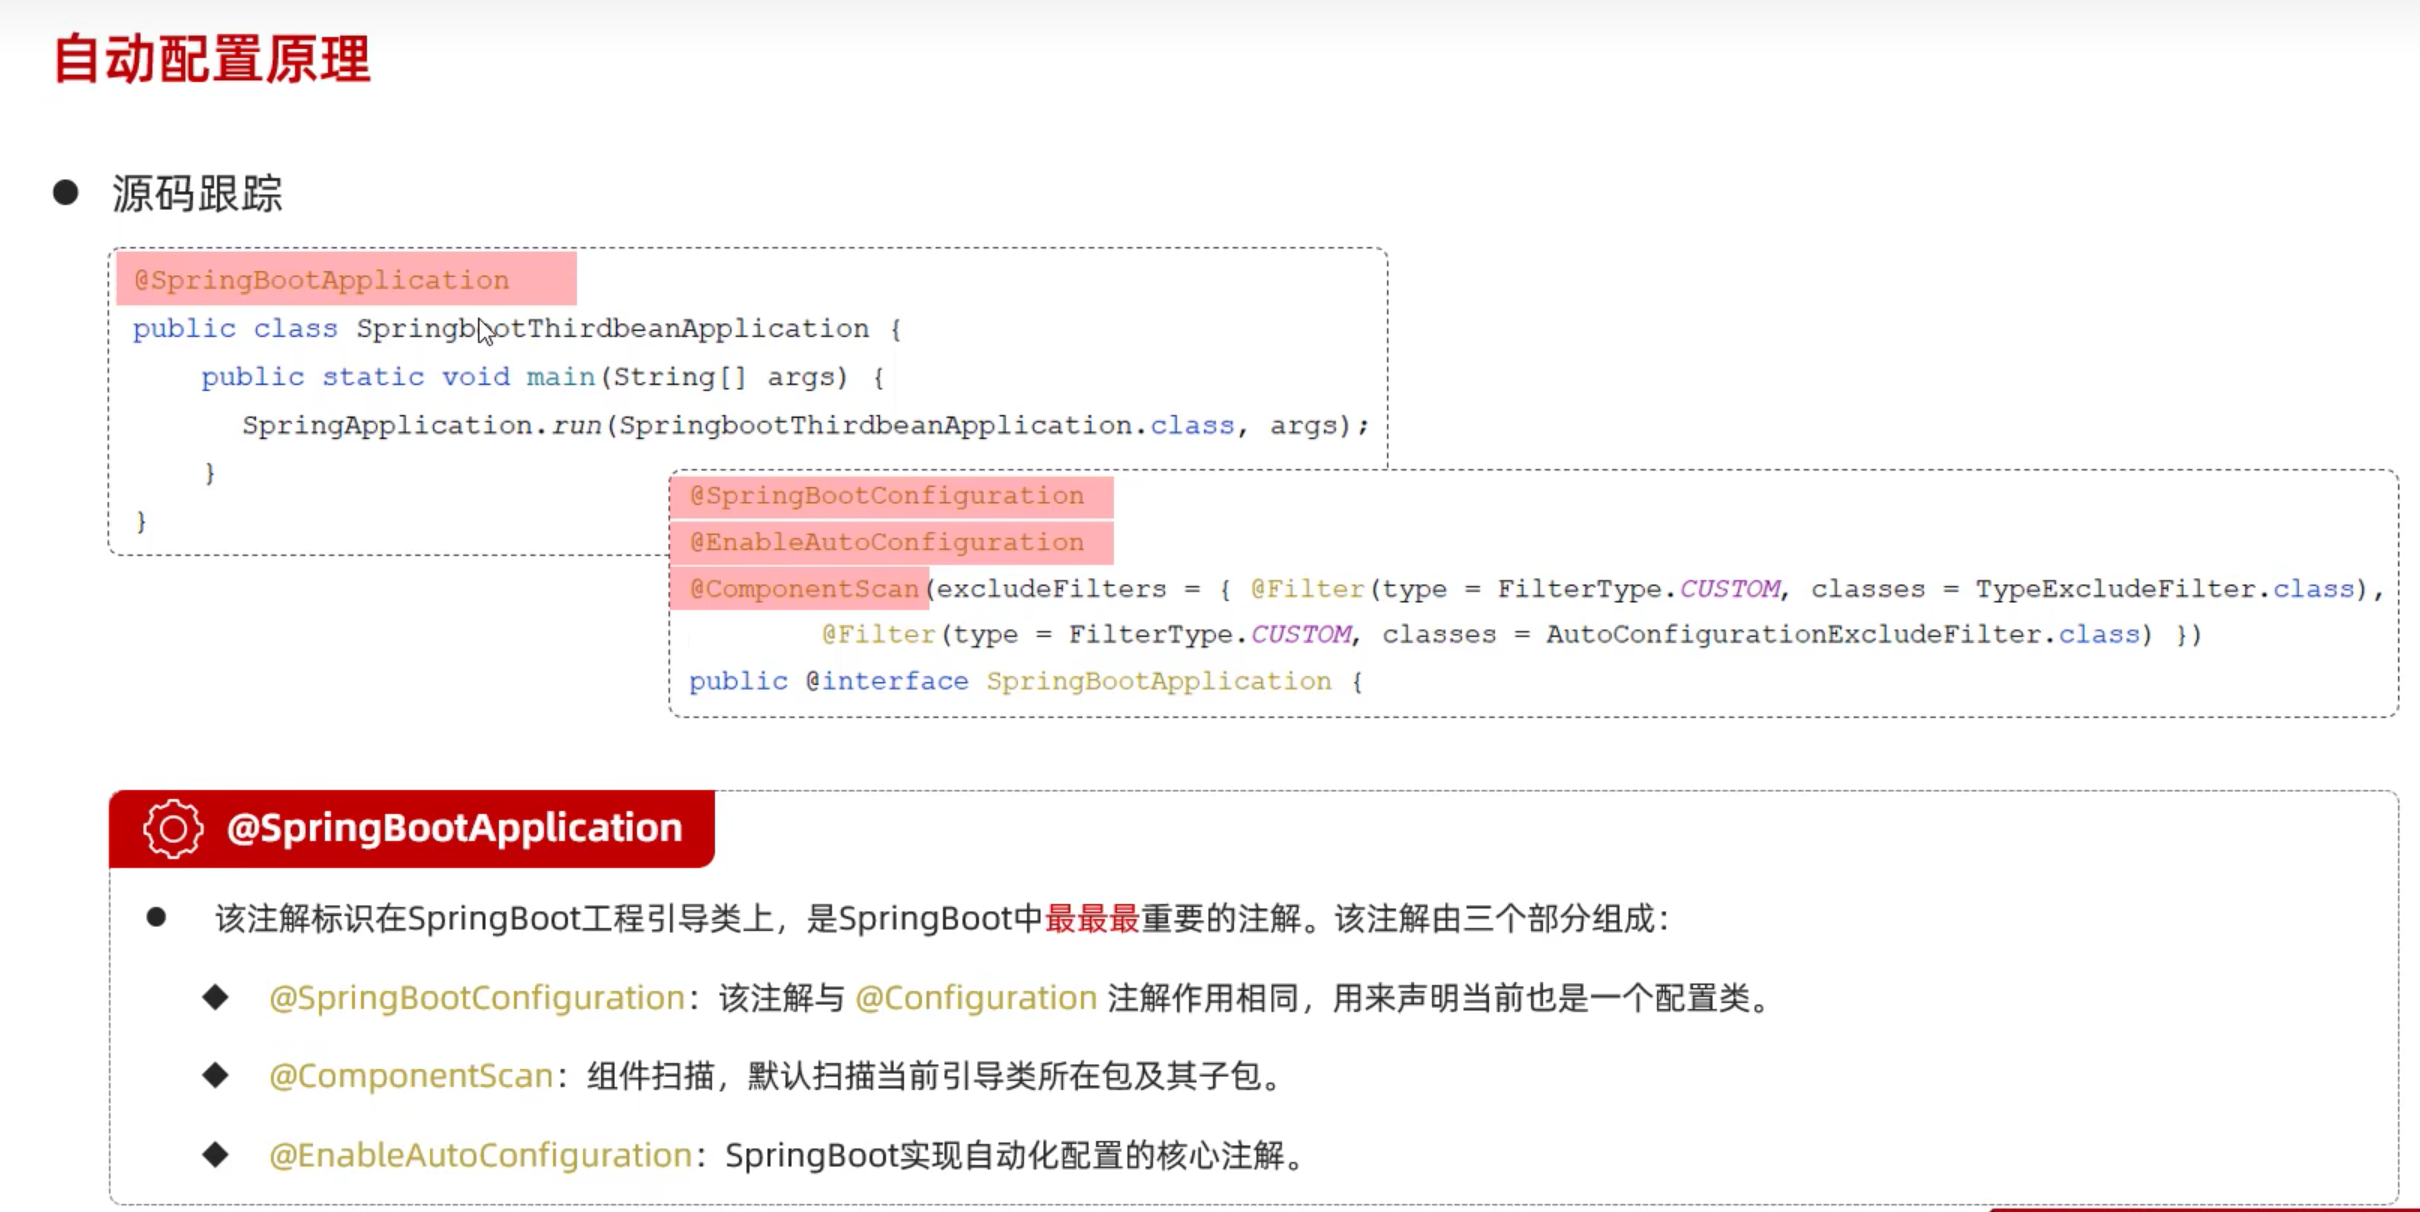 自动配置原理
● 源码跟踪
@SpringBootApplication
public class SpringbootThirdbeanApplication {
public static void main(String[] args) {
SpringApplication.run(SpringbootThirdbeanApplication.class, args);
}
}
@SpringBootConfiguration
@EnableAutoConfiguration
@ComponentScan(excludeFilters = { @Filter(type = FilterType.CUSTOM, classes = TypeExcludeFilter.class),
@Filter(type = FilterType.CUSTOM, classes = AutoConfigurationExcludeFilter.class) })
public @interface SpringBootApplication {
@SpringBootApplication
● 该注解标识在SpringBoot工程引导类上，是SpringBoot中最最最重要的注解。该注解由三个部分组成：
◆ @SpringBootConfiguration：该注解与 @Configuration 注解作用相同，用来声明当前也是一个配置类。
◆ @ComponentScan：组件扫描，默认扫描当前引导类所在包及其子包。
◆ @EnableAutoConfiguration：SpringBoot实现自动化配置的核心注解。